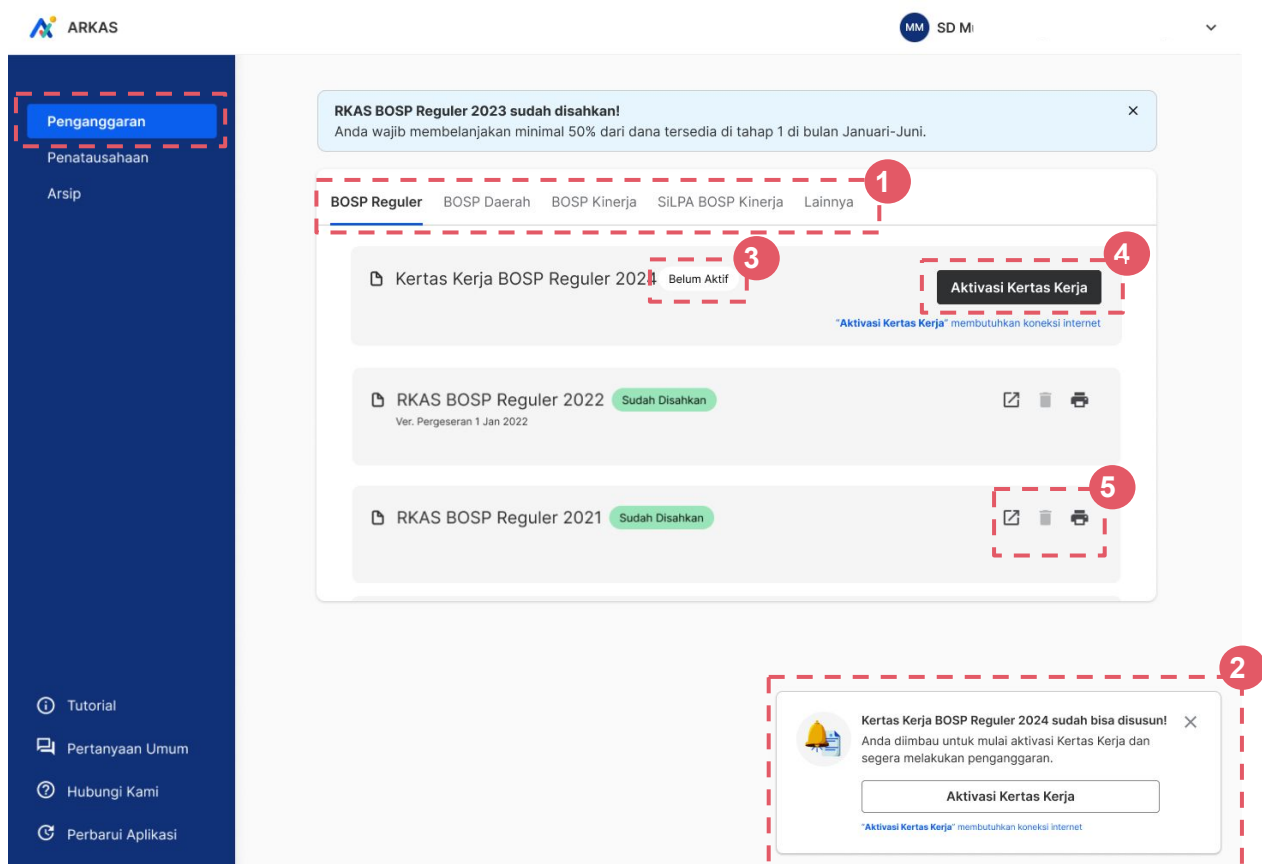 ARKAS
MM
SD M
Penganggaran
Penatausahaan
Arsip
RKAS BOSP Reguler 2023 sudah disahkan!
Anda wajib membelanjakan minimal 50% dari dana tersedia di tahap 1 di bulan Januari-Juni.
1
BOSP Reguler BOSP Daerah BOSP Kinerja SiLPA BOSP Kinerja Lainnya
3
4
Kertas Kerja BOSP Reguler 2024 Belum Aktif
Aktivasi Kertas Kerja
"Aktivasi Kertas Kerja" membutuhkan koneksi internet
RKAS BOSP Reguler 2022 Sudah Disahkan
Ver. Pergeseran 1 Jan 2022
5
RKAS BOSP Reguler 2021 Sudah Disahkan
2
Kertas Kerja BOSP Reguler 2024 sudah bisa disusun!
Anda diimbau untuk mulai aktivasi Kertas Kerja dan
segera melakukan penganggaran.
Aktivasi Kertas Kerja
"Aktivasi Kertas Kerja" membutuhkan koneksi internet
Tutorial
Pertanyaan Umum
Hubungi Kami
Perbarui Aplikasi